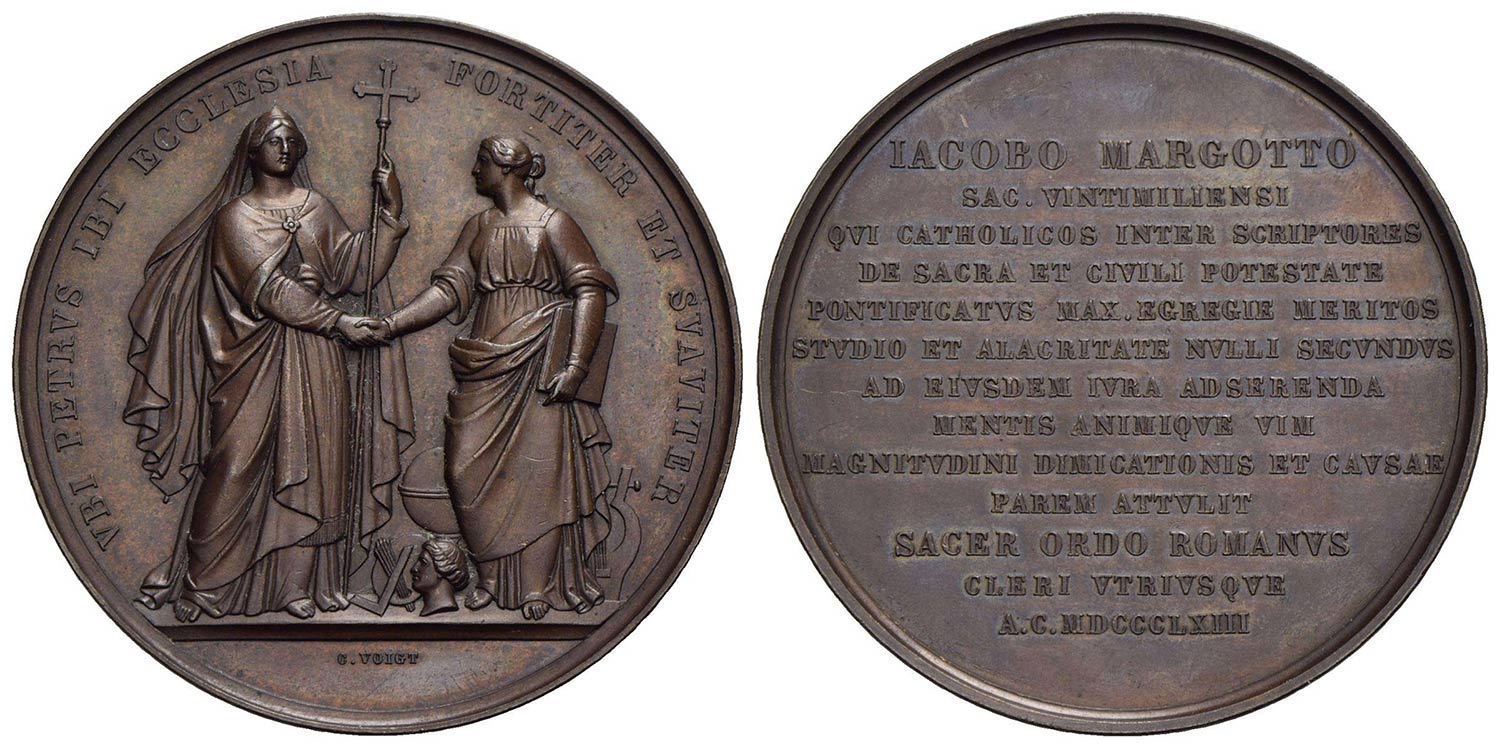 VBI PETRVS IBI ECCLESIA FORTITER ET SVAVITER
C. VOIGT
IACOBO MARGOTTO
SAC. VINTIMILIENSI
QVI CATHOLICOS INTER SCRIPTORES
DE SACRA ET CIVILI POTESTATE
PONTIFICATVS MAX. EGREGIE MERITOS
STVDIO ET ALACRITATE NVLLI SECVNDVS
AD EIVSDEM IVRA ADSERENDA
MENTIS ANIMIQVE VIM
MAGNITVDINI DIMICATIONIS ET CAVSAE
PAREM ATTVLIT
SACER ORDO ROMANVS
CLERI VTRIVSQVE
A.C.MDCCCLXIII